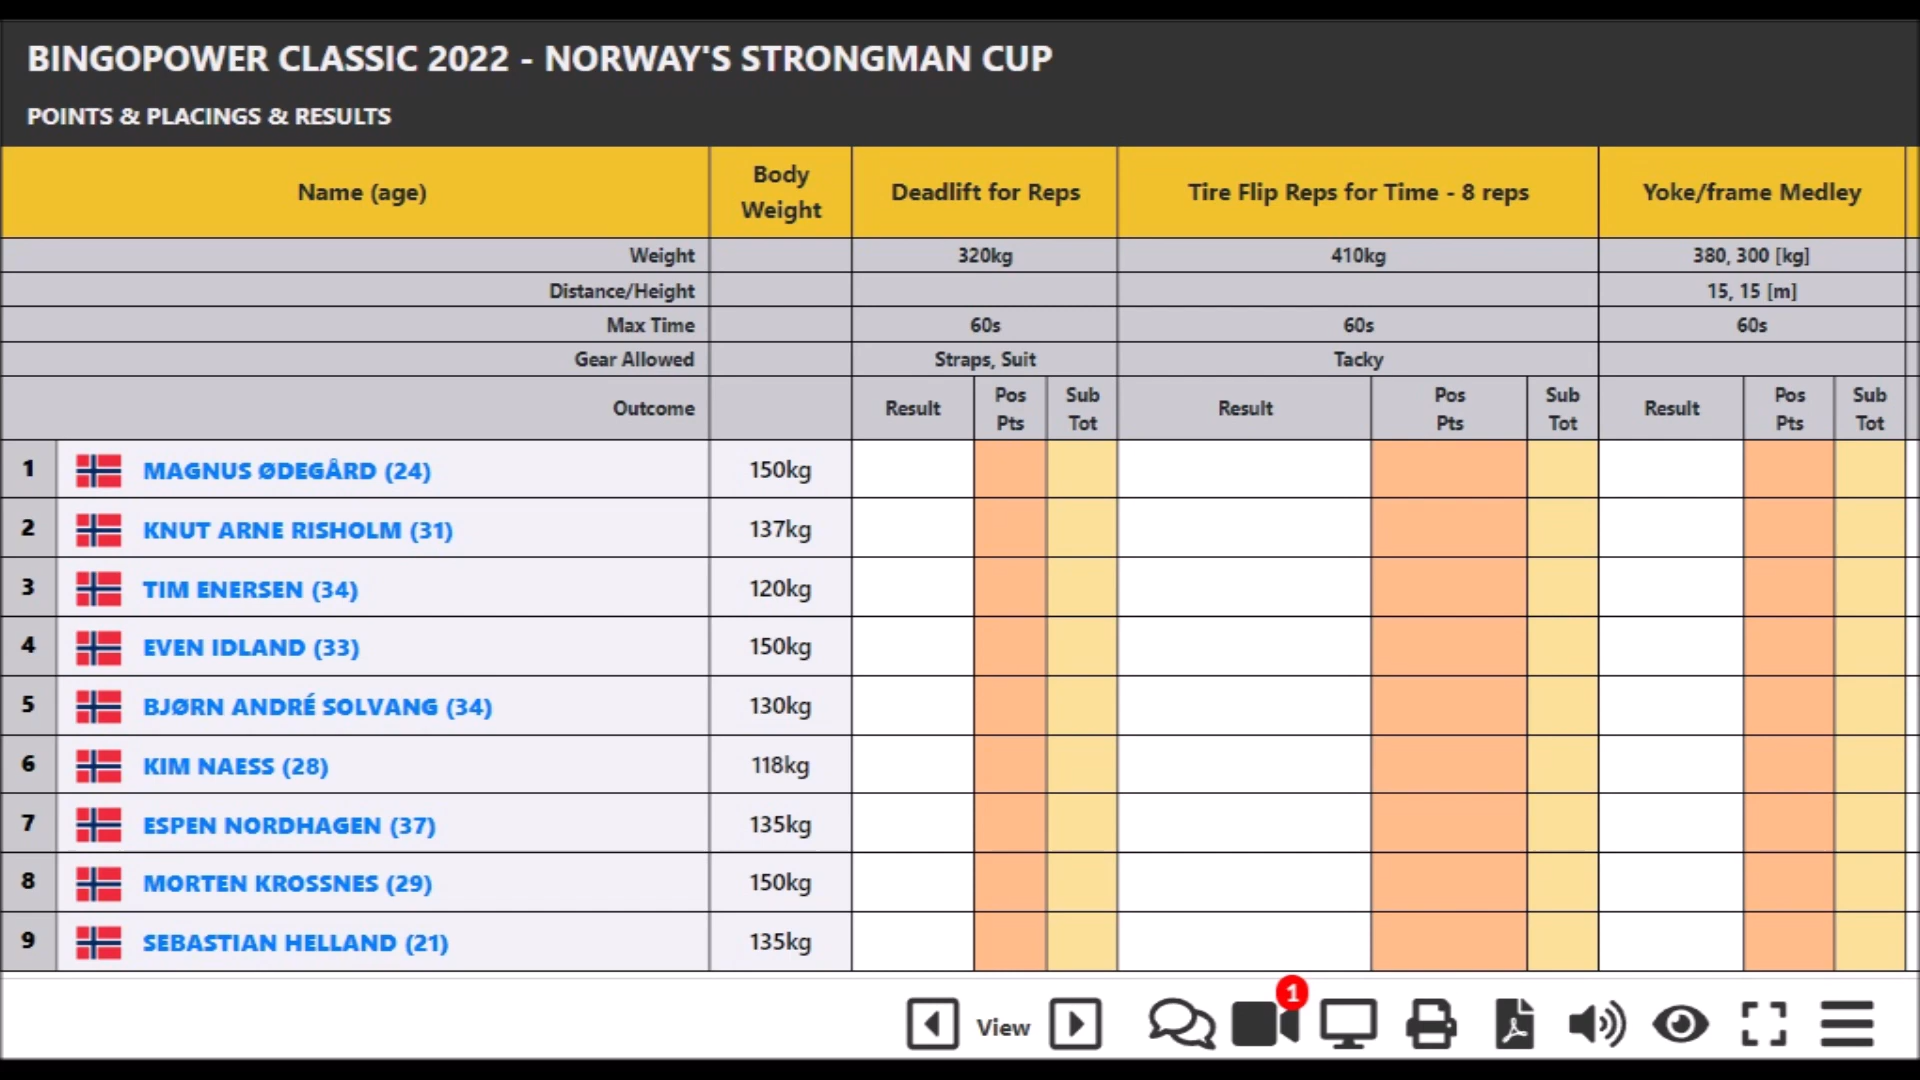 BINGOPOWER CLASSIC 2022 - NORWAY'S STRONGMAN CUP
POINTS & PLACINGS & RESULTS
Name (age) Body Weight Deadlift for Reps Tire Flip Reps for Time - 8 reps Yoke/frame Medley
Weight 320kg 410kg 380, 300 [kg]
Distance/Height 15, 15 [m]
Max Time 60s 60s 60s
Gear Allowed Straps, Suit Tacky
Outcome Result Pos Pts Sub Tot Result Pos Pts Sub Tot Result Pos Pts Sub Tot
1 MAGNUS ØDEGÅRD (24) 150kg
2 KNUT ARNE RISHOLM (31) 137kg
3 TIM ENERSEN (34) 120kg
4 EVEN IDLAND (33) 150kg
5 BJØRN ANDRÉ SOLVANG (34) 130kg
6 KIM NAESS (28) 118kg
7 ESPEN NORDHAGEN (37) 135kg
8 MORTEN KROSSNES (29) 150kg
9 SEBASTIAN HELLAND (21) 135kg
View 1